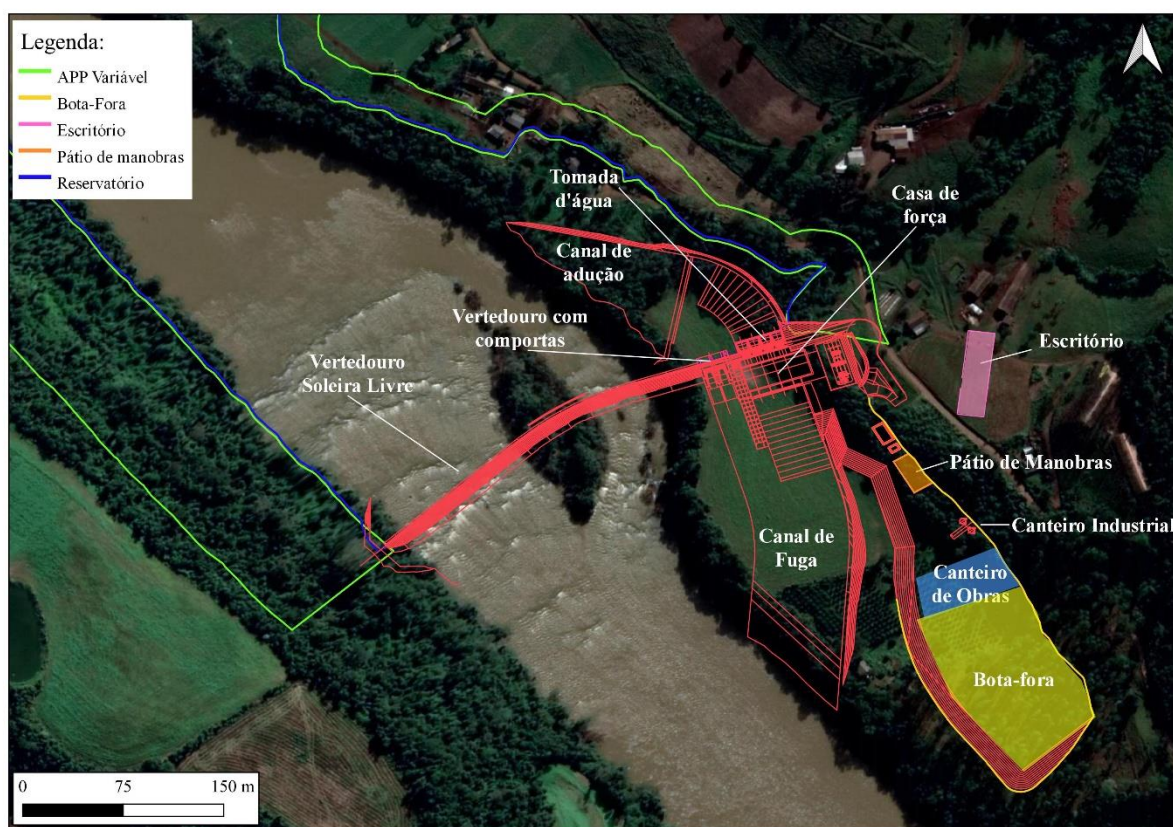 Legenda:
APP Variável
Bota-Fora
Escritório
Pátio de manobras
Reservatório
Tomada
d'água
Casa de
força
Canal de
adução
Vertedouro com
comportas
Escritório
Vertedouro
Soleira Livre
Pátio de Manobras
Canteiro Industrial
Canal de
Fuga
Canteiro
de Obras
Bota-fora
0 75 150 m